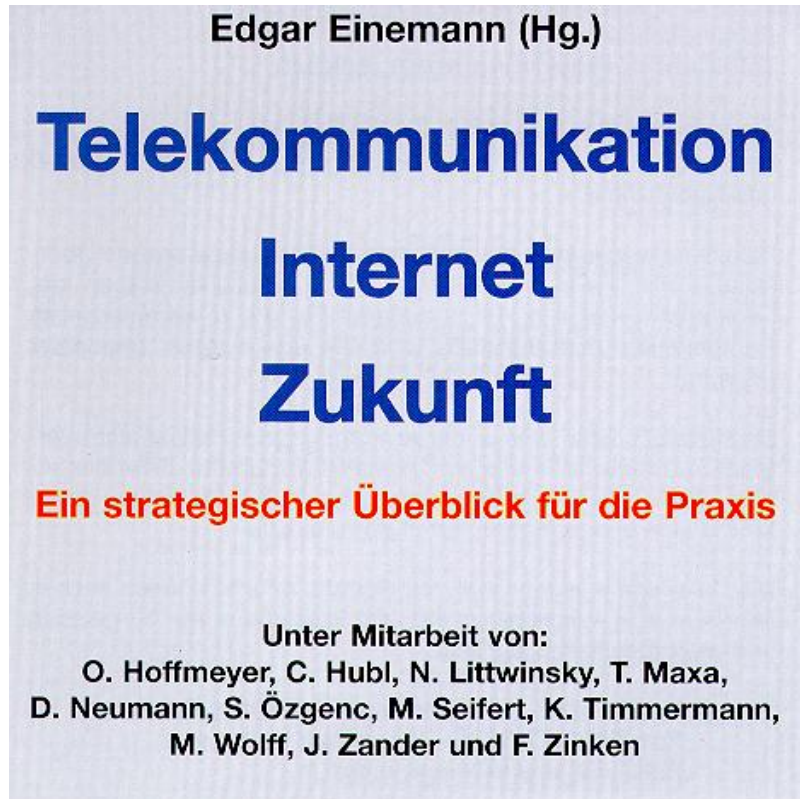 Edgar Einemann (Hg.)
Telekommunikation
Internet
Zukunft
Ein strategischer Überblick für die Praxis
Unter Mitarbeit von:
O. Hoffmeyer, C. Hubl, N. Littwinsky, T. Maxa,
D. Neumann, S. Özgenc, M. Seifert, K. Timmermann,
M. Wolff, J. Zander und F. Zinken